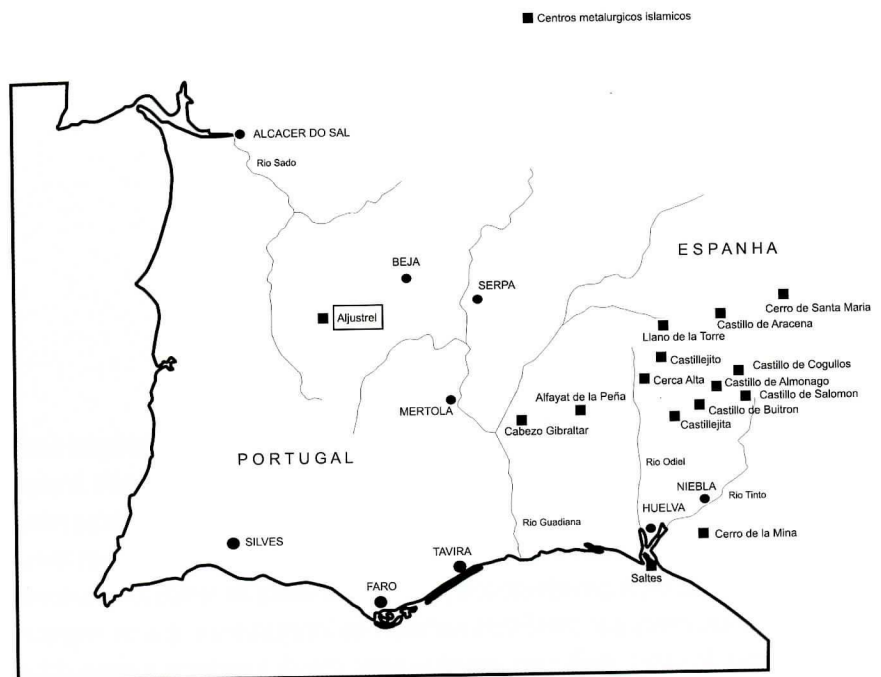 Centros metalurgicos islamicos
ALCACER DO SAL
Rio Sado
ESPANHA
BEJA
SERPA
Cerro de Santa Maria
Aljustrel
Castillo de Aracena
Llano de la Torre
Castillejito
Castillo de Cogullos
Cerca Alta
Castillo de Almonago
Castillo de Salomon
Alfayat de la Peña
MERTOLA
Castillo de Buitron
Cabezo Gibraltar
Castillejita
PORTUGAL
Rio Odiel
NIEBLA
Rio Tinto
HUELVA
Rio Guadiana
SILVES
Cerro de la Mina
TAVIRA
Saltes
FARO